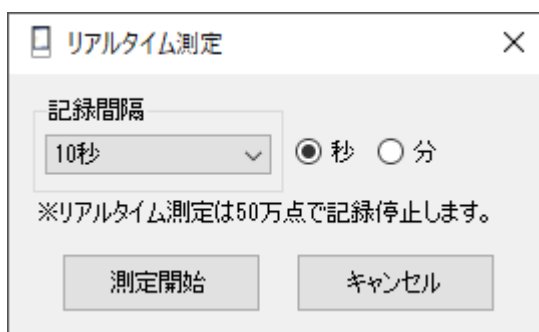 リアルタイム測定
記録間隔
10秒 秒 分
※リアルタイム測定は50万点で記録停止します。
測定開始 キャンセル